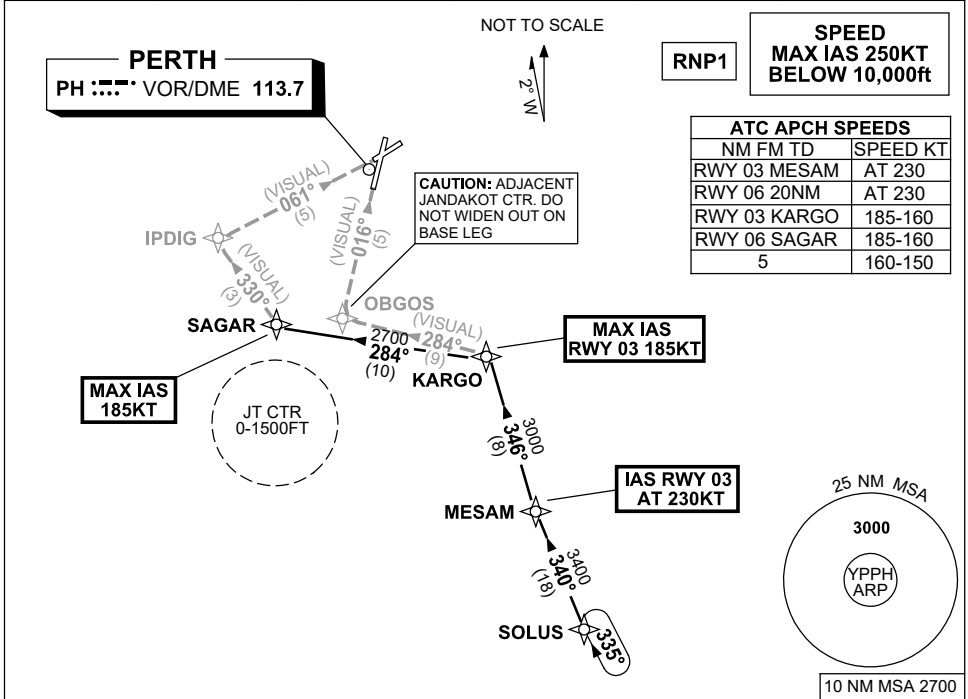 NOT TO SCALE
2° W
RNP1
SPEED
MAX IAS 250KT
BELOW 10,000ft
PERTH
PH VOR/DME 113.7
ATC APCH SPEEDS
NM FM TD SPEED KT
RWY 03 MESAM AT 230
RWY 06 20NM AT 230
RWY 03 KARGO 185-160
RWY 06 SAGAR 185-160
5 160-150
CAUTION: ADJACENT
JANDAKOT CTR. DO
NOT WIDEN OUT ON
BASE LEG
(VISUAL)
061°
(5)
(VISUAL)
016°
(5)
IPDIG
(VISUAL)
330°
(3)
OBGOS
(VISUAL)
284°
(9)
SAGAR
2700
284°
(10)
KARGO
MAX IAS
RWY 03 185KT
MAX IAS
185KT
JT CTR
0-1500FT
3000
346°
(8)
MESAM
IAS RWY 03
AT 230KT
3400
340°
(18)
SOLUS
335°
25 NM MSA
3000
YPPH
ARP
10 NM MSA 2700